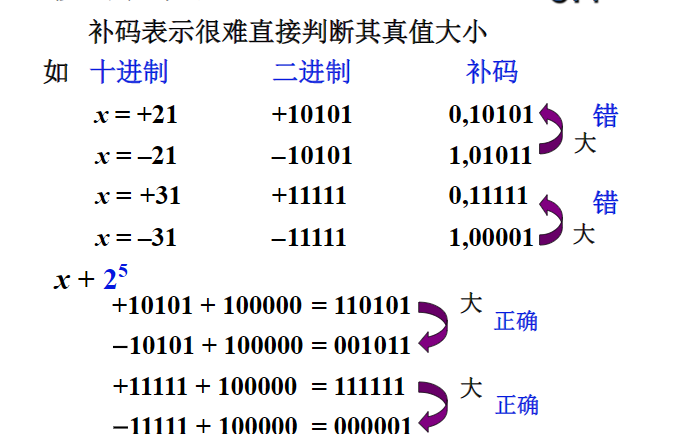 补码表示很难直接判断其真值大小
如 十进制 二进制 补码
x = +21 +10101 0,10101 错
x = –21 –10101 1,01011 大
x = +31 +11111 0,11111 错
x = –31 –11111 1,00001 大
x + 2⁵
+10101 + 100000 = 110101 大 正确
–10101 + 100000 = 001011
+11111 + 100000 = 111111 大 正确
–11111 + 100000 = 000001